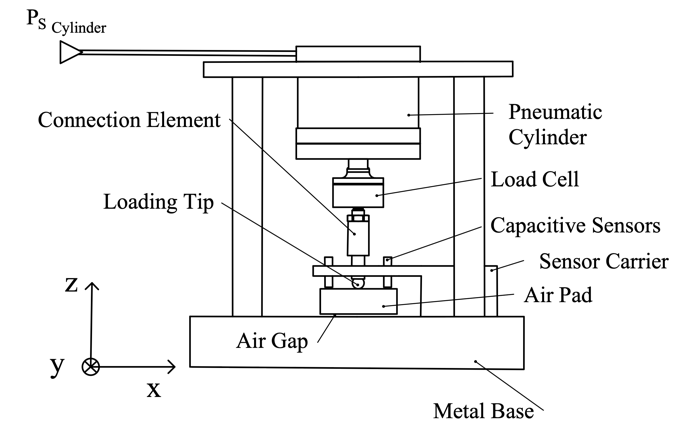 Ps Cylinder
Connection Element
Pneumatic
Cylinder
Loading Tip
Load Cell
Capacitive Sensors
Sensor Carrier
Air Pad
Air Gap
z
y
x
Metal Base